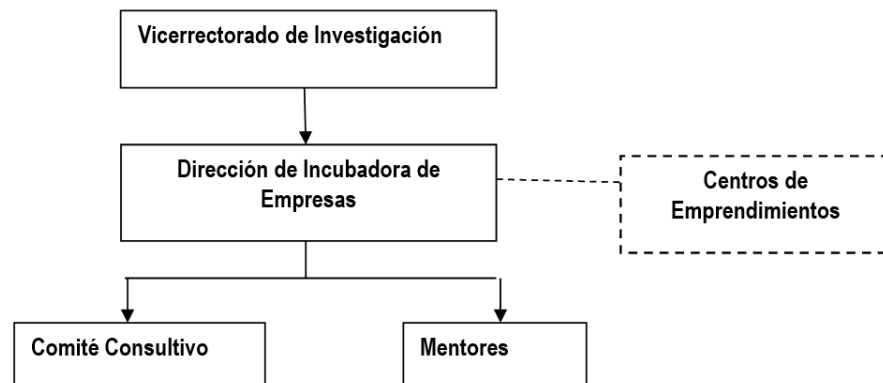 Vicerrectorado de Investigación
Dirección de Incubadora de
Empresas
Centros de
Emprendimientos
Comité Consultivo
Mentores